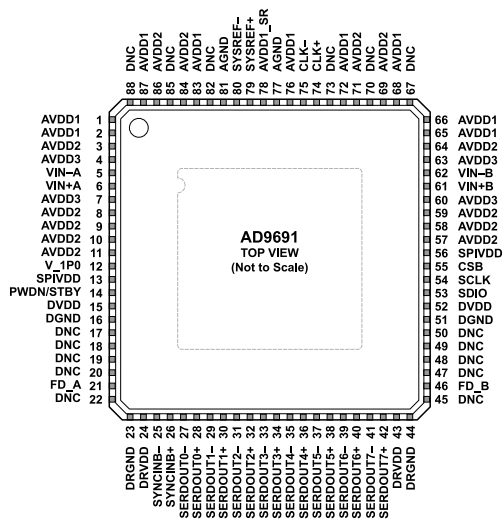 88 DNC
87 AVDD1
86 AVDD2
85 DNC
84 AVDD2
83 AVDD1
82 DNC
81 AGND
80 SYSREF−
79 SYSREF+
78 AVDD1_SR
77 AGND
76 AVDD1
75 CLK−
74 CLK+
73 DNC
72 AVDD1
71 AVDD2
70 DNC
69 AVDD2
68 AVDD1
67 DNC
AVDD1 1
AVDD1 2
AVDD2 3
AVDD3 4
VIN−A 5
VIN+A 6
AVDD3 7
AVDD2 8
AVDD2 9
AVDD2 10
AVDD2 11
V_1P0 12
SPIVDD 13
PWDN/STBY 14
DVDD 15
DGND 16
DNC 17
DNC 18
DNC 19
DNC 20
FD_A 21
DNC 22
AD9691
TOP VIEW
(Not to Scale)
66 AVDD1
65 AVDD1
64 AVDD2
63 AVDD3
62 VIN−B
61 VIN+B
60 AVDD3
59 AVDD2
58 AVDD2
57 AVDD2
56 SPIVDD
55 CSB
54 SCLK
53 SDIO
52 DVDD
51 DGND
50 DNC
49 DNC
48 DNC
47 DNC
46 FD_B
45 DNC
DRGND 23
DRVDD 24
SYNCINB− 25
SYNCINB+ 26
SERDOUT0− 27
SERDOUT0+ 28
SERDOUT1− 29
SERDOUT1+ 30
SERDOUT2− 31
SERDOUT2+ 32
SERDOUT3− 33
SERDOUT3+ 34
SERDOUT4− 35
SERDOUT4+ 36
SERDOUT5− 37
SERDOUT5+ 38
SERDOUT6− 39
SERDOUT6+ 40
SERDOUT7− 41
SERDOUT7+ 42
DRVDD 43
DRGND 44